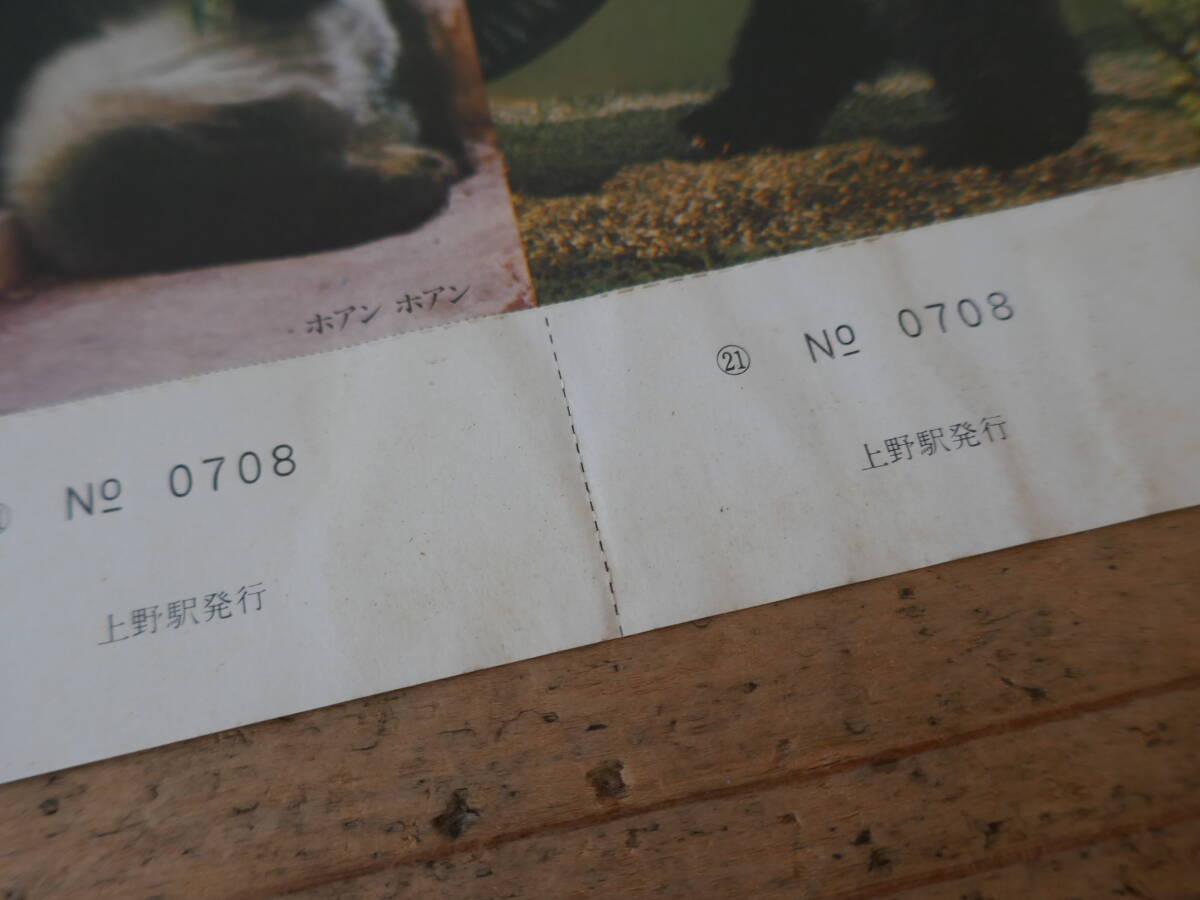 ホアン ホアン
㉑ № 0708
上野駅発行
№ 0708
上野駅発行